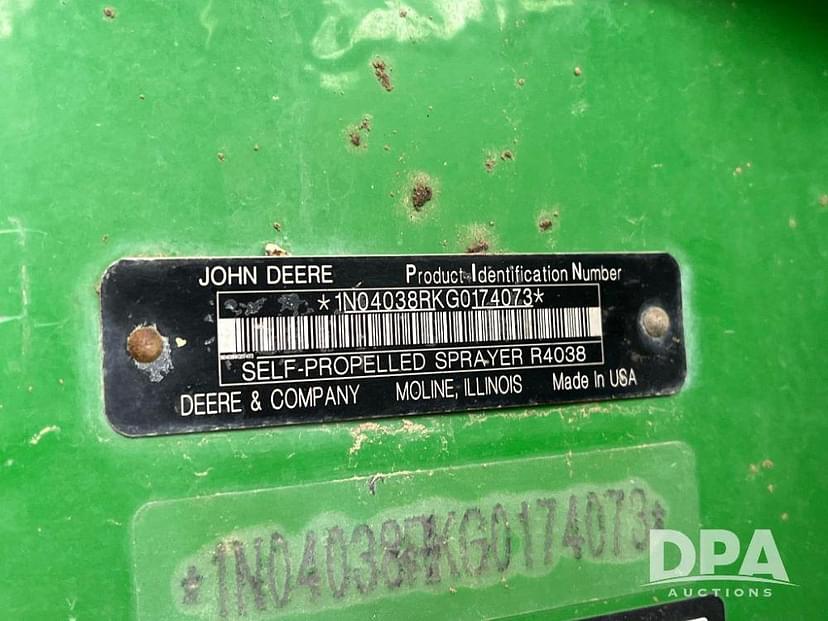 JOHN DEERE Product Identification Number
*1N04038RKG0174073*
SELF-PROPELLED SPRAYER R4038
DEERE & COMPANY MOLINE, ILLINOIS Made In USA
*1N04038RKG0174073*
DPA
AUCTIONS